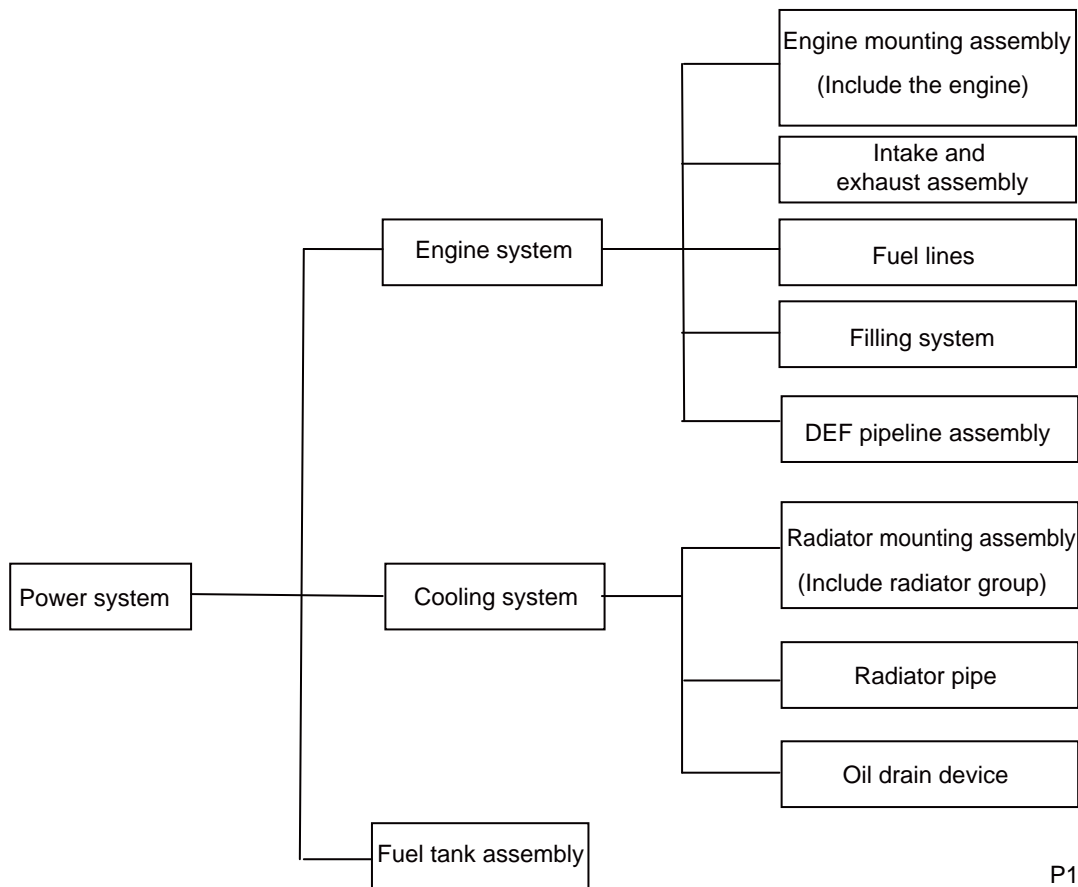 Engine mounting assembly
(Include the engine)
Intake and
exhaust assembly
Engine system
Fuel lines
Filling system
DEF pipeline assembly
Radiator mounting assembly
(Include radiator group)
Power system
Cooling system
Radiator pipe
Oil drain device
Fuel tank assembly
P1